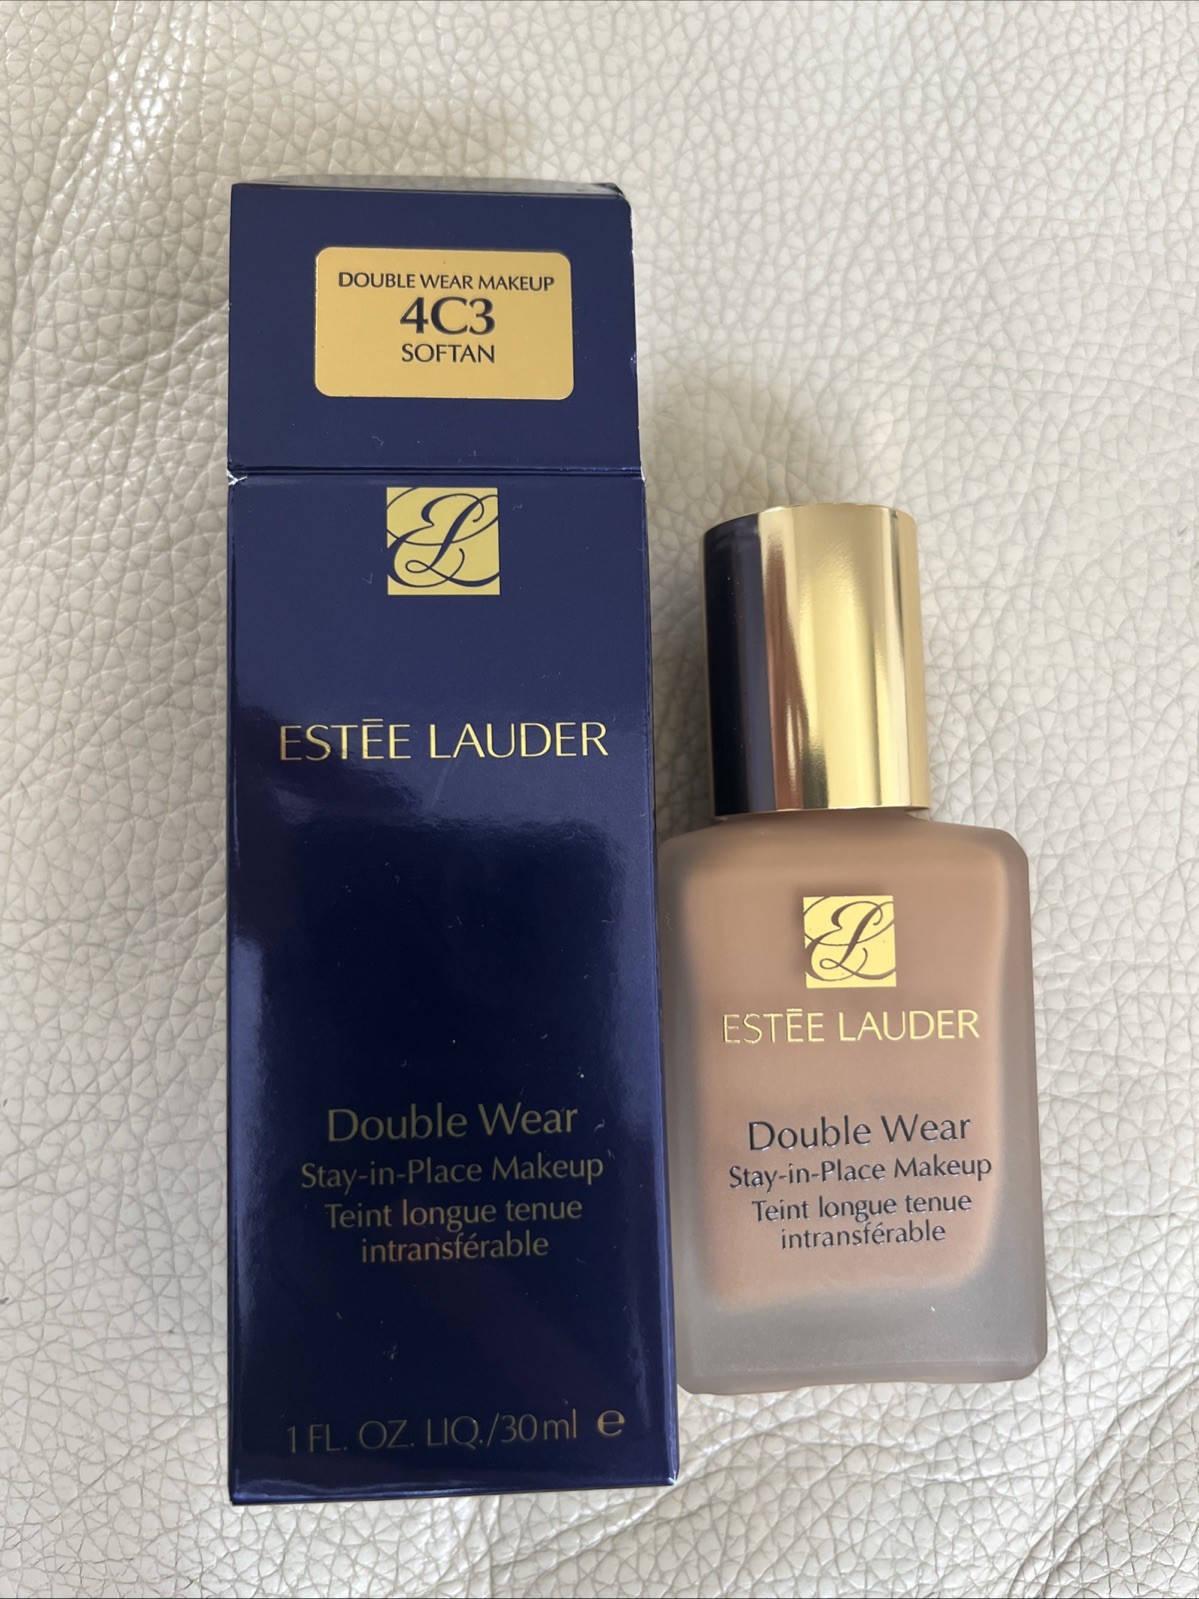 DOUBLE WEAR MAKEUP
4C3
SOFTAN
EL
ESTĒE LAUDER
Double Wear
Stay-in-Place Makeup
Teint longue tenue
intransférable
1 FL. OZ. LIQ./30ml ℮
EL
ESTĒE LAUDER
Double Wear
Stay-in-Place Makeup
Teint longue tenue
intransférable